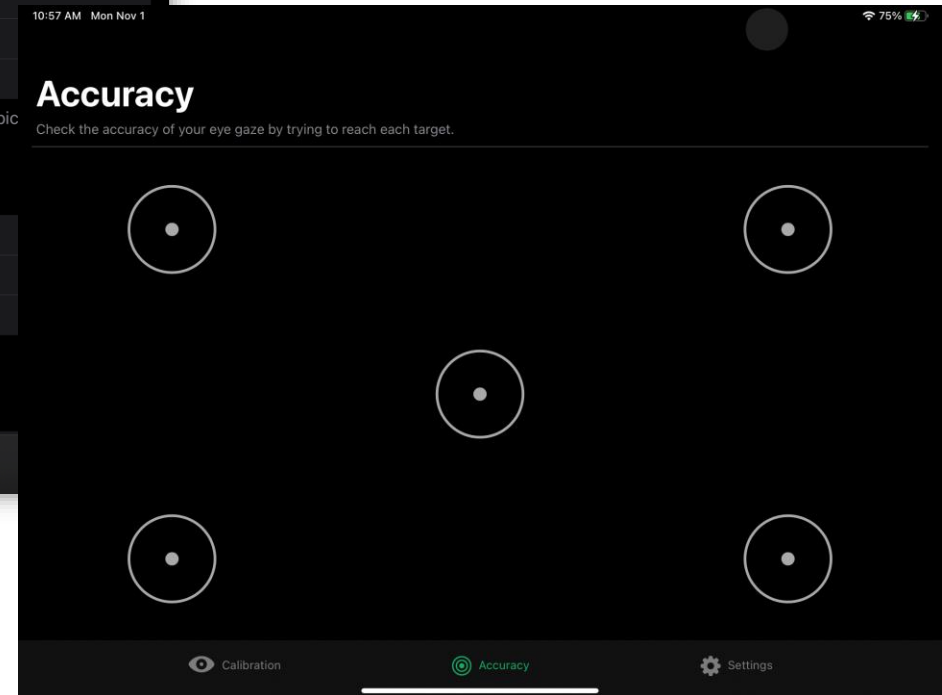 10:57 AM Mon Nov 1
75%
Accuracy
Check the accuracy of your eye gaze by trying to reach each target.
Calibration
Accuracy
Settings